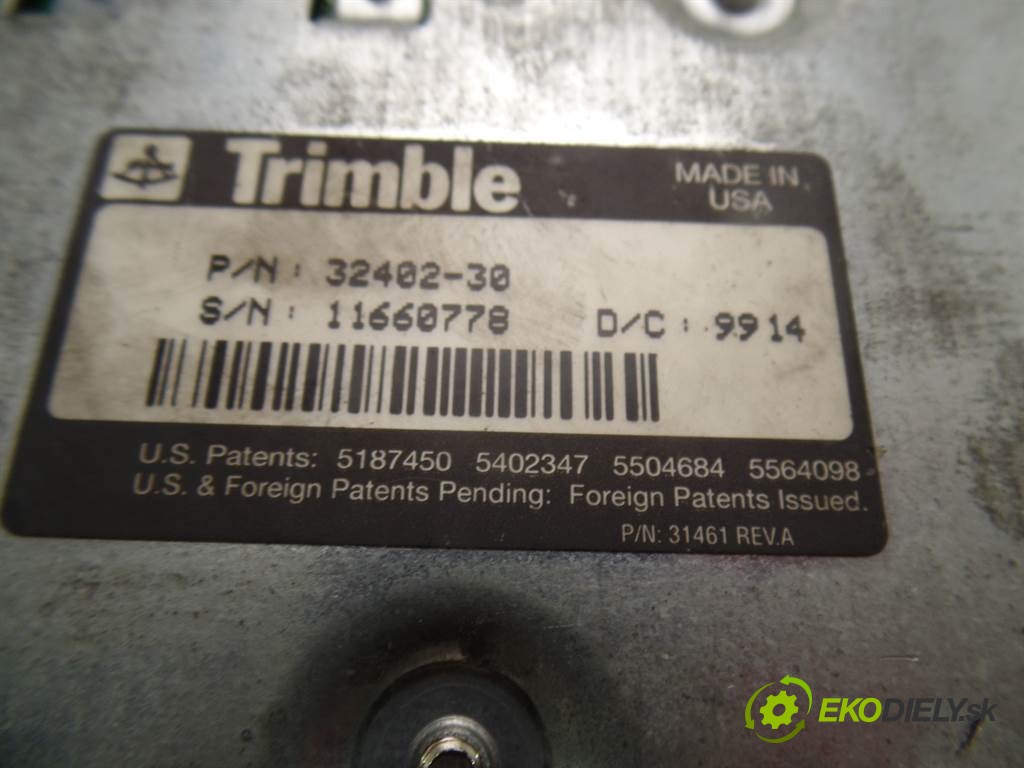 Trimble
MADE IN
USA
P/N: 32402-30
S/N: 11660778 D/C: 9914
U.S. Patents: 5187450 5402347 5504684 5564098
U.S. & Foreign Patents Pending: Foreign Patents Issued.
P/N: 31461 REV.A
EKODIELY.sk